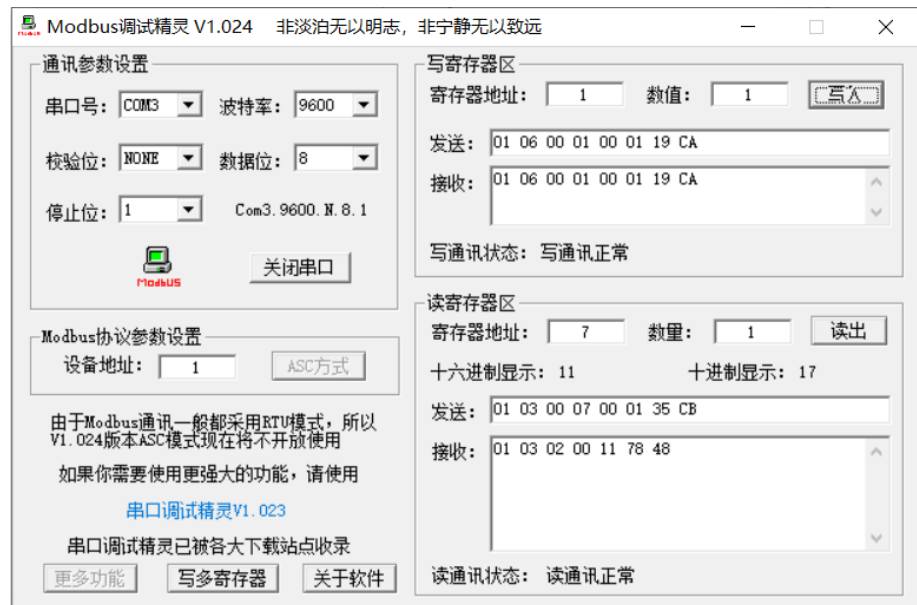 Modbus调试精灵 V1.024 非淡泊无以明志，非宁静无以致远
通讯参数设置
串口号： COM3 波特率： 9600
校验位： NONE 数据位： 8
停止位： 1 Com3.9600.N.8.1
ModbUS 关闭串口
Modbus协议参数设置
设备地址： 1 ASC方式
由于Modbus通讯一般都采用RTU模式，所以
V1.024版本ASC模式现在将不开放使用
如果你需要使用更强大的功能，请使用
串口调试精灵V1.023
串口调试精灵已被各大下载站点收录
更多功能 写多寄存器 关于软件
写寄存器区
寄存器地址： 1 数值： 1 写入
发送： 01 06 00 01 00 01 19 CA
接收： 01 06 00 01 00 01 19 CA
写通讯状态： 写通讯正常
读寄存器区
寄存器地址： 7 数量： 1 读出
十六进制显示： 11 十进制显示： 17
发送： 01 03 00 07 00 01 35 CB
接收： 01 03 02 00 11 78 48
读通讯状态： 读通讯正常